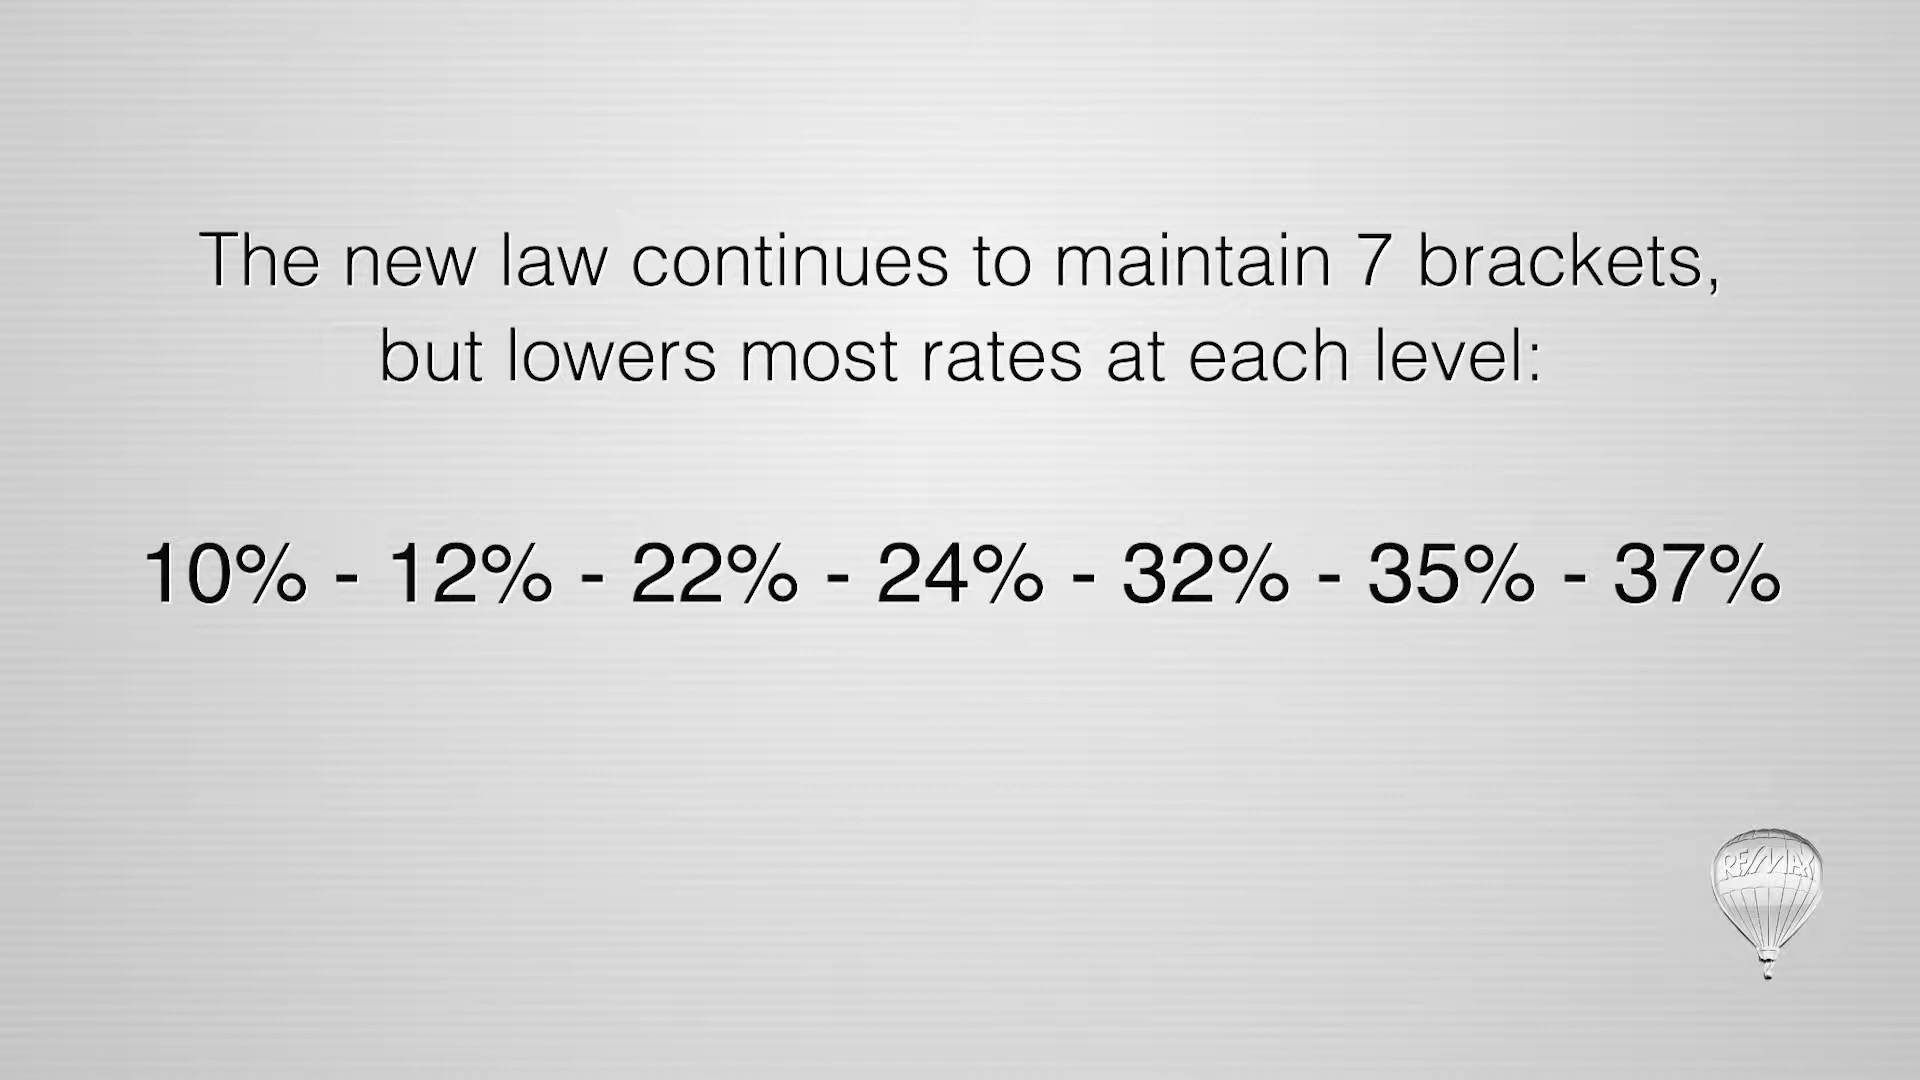 The new law continues to maintain 7 brackets,
but lowers most rates at each level:
10% - 12% - 22% - 24% - 32% - 35% - 37%
RE/MAX